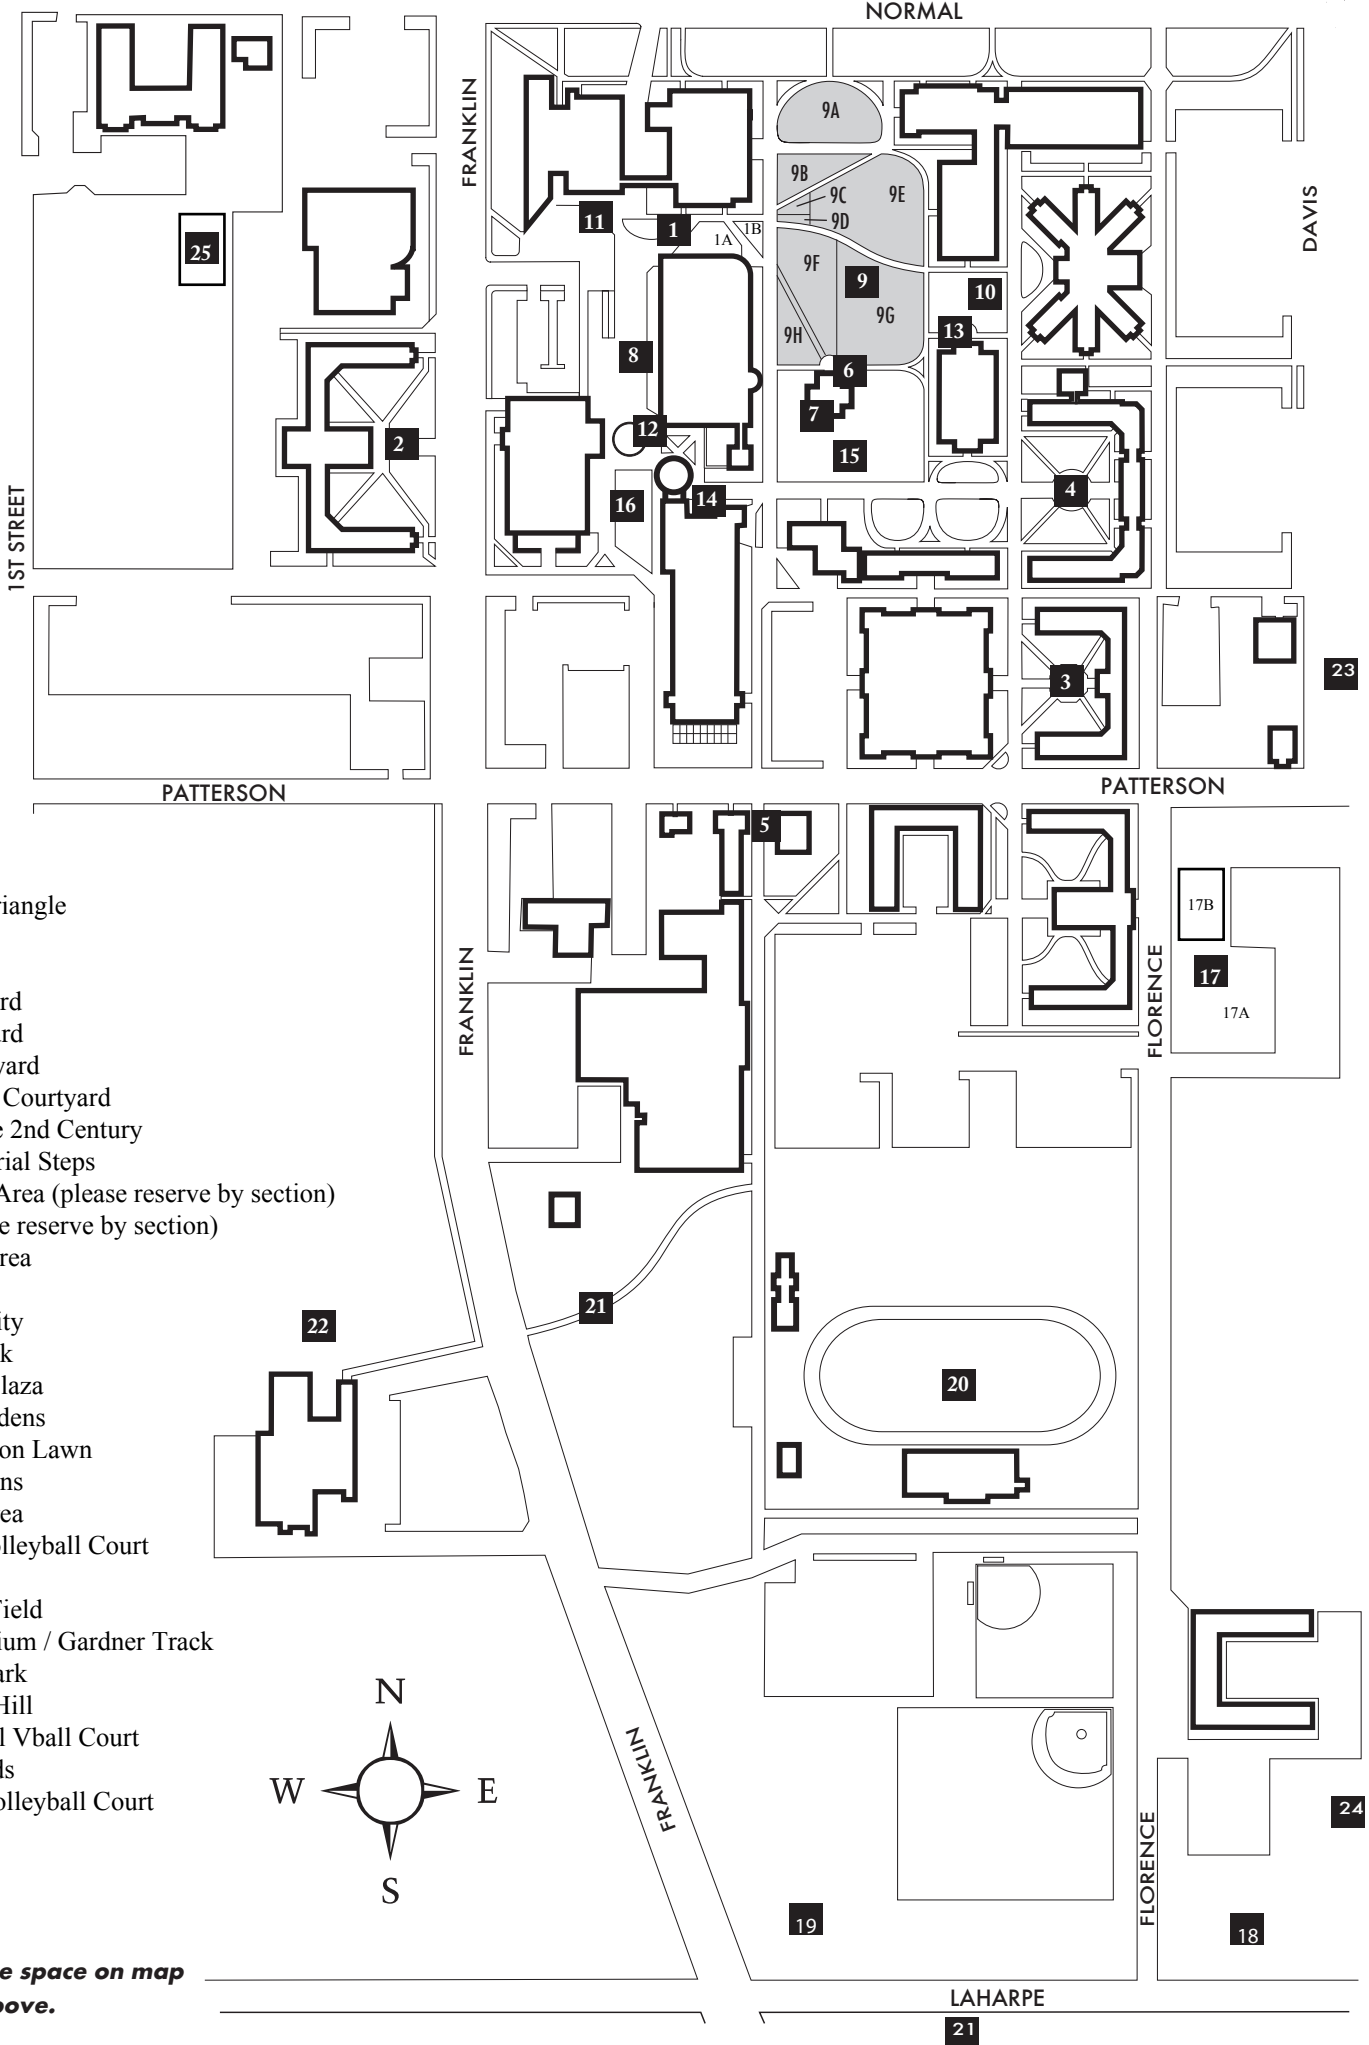 NORMAL
FRANKLIN
DAVIS
1ST STREET
9A
9B
9C
9D
9E
9F
9G
9H
9
11
1
1A
1B
25
10
13
8
6
7
12
2
15
4
16
14
3
23
PATTERSON
PATTERSON
5
17B
17
17A
FRANKLIN
FLORENCE
iangle
rd
ard
yard
Courtyard
e 2nd Century
rial Steps
Area (please reserve by section)
e reserve by section)
rea
ity
k
laza
dens
on Lawn
ns
ea
lleyball Court
Field
ium / Gardner Track
ark
Hill
l Vball Court
ds
olleyball Court
21
22
20
N
W
E
S
FRANKLIN
FLORENCE
24
19
18
e space on map
bove.
LAHARPE
21